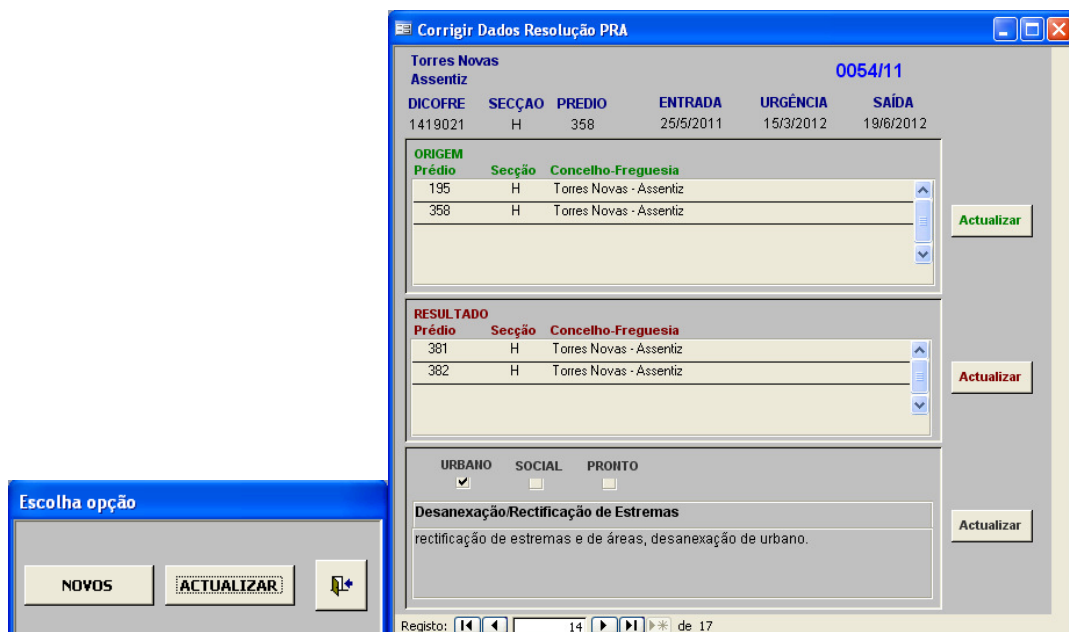 Corrigir Dados Resolução PRA
Torres Novas
Assentiz
0054/11
DICOFRE SECÇAO PREDIO ENTRADA URGÊNCIA SAÍDA
1419021 H 358 25/5/2011 15/3/2012 19/6/2012
ORIGEM
Prédio Secção Concelho-Freguesia
195 H Torres Novas - Assentiz
358 H Torres Novas - Assentiz
Actualizar
RESULTADO
Prédio Secção Concelho-Freguesia
381 H Torres Novas - Assentiz
382 H Torres Novas - Assentiz
Actualizar
URBANO SOCIAL PRONTO
Desanexação/Rectificação de Estremas
rectificação de estremas e de áreas, desanexação de urbano.
Actualizar
Registo: 14 de 17
Escolha opção
NOVOS ACTUALIZAR